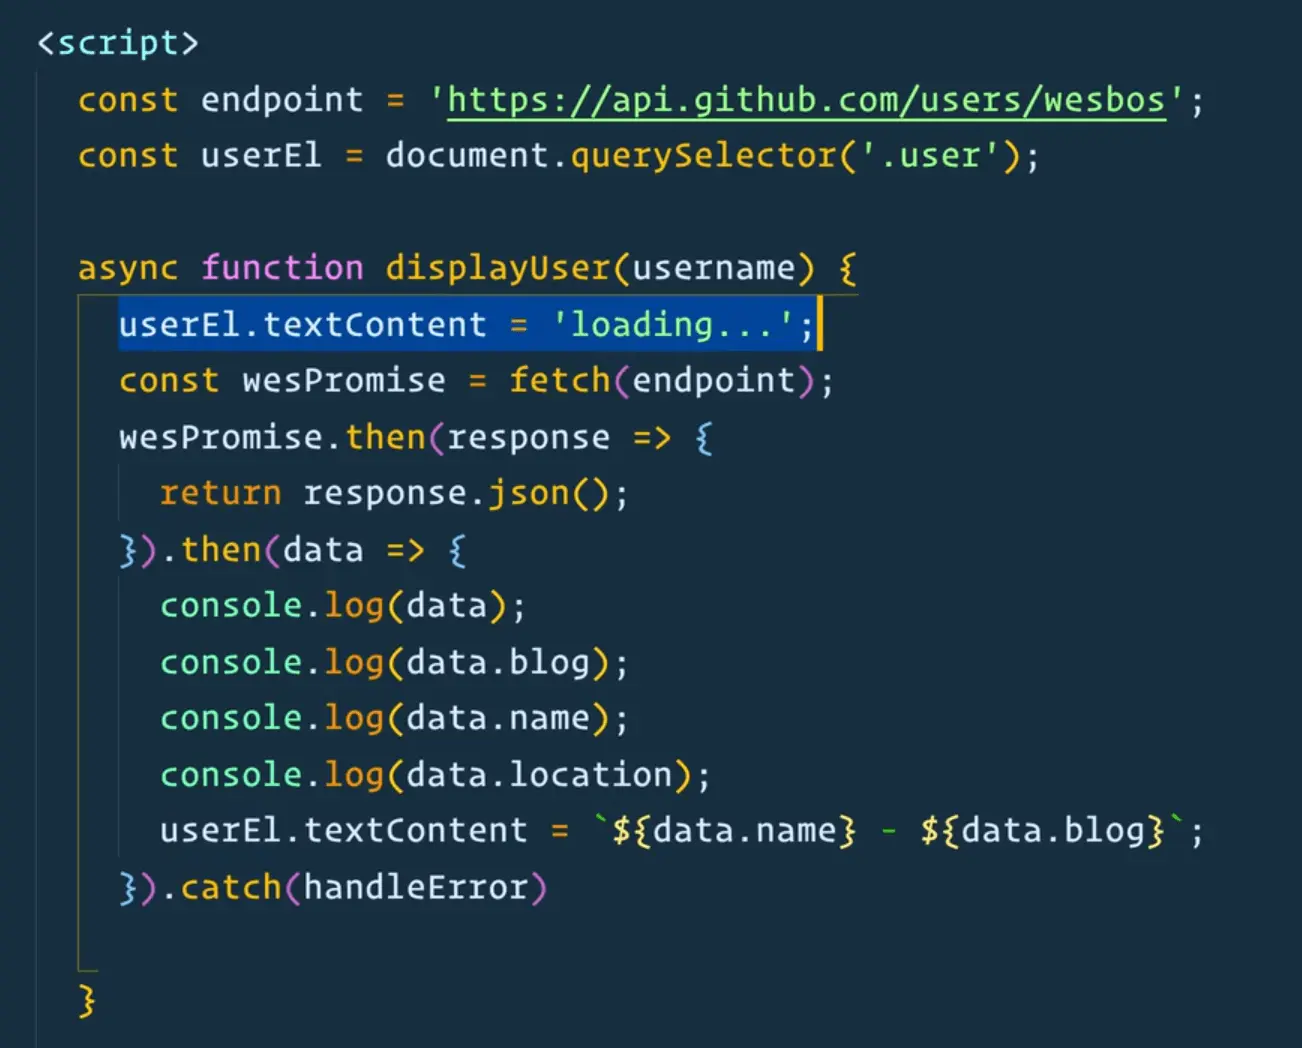 <script>
const endpoint = 'https://api.github.com/users/wesbos';
const userEl = document.querySelector('.user');
async function displayUser(username) {
userEl.textContent = 'loading...';
const wesPromise = fetch(endpoint);
wesPromise.then(response => {
return response.json();
}).then(data => {
console.log(data);
console.log(data.blog);
console.log(data.name);
console.log(data.location);
userEl.textContent = `${data.name} - ${data.blog}`;
}).catch(handleError)
}